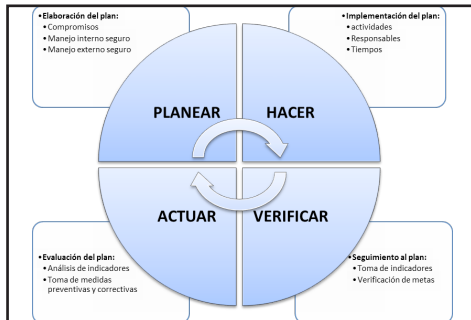 •Elaboración del plan:
•Compromisos
•Manejo interno seguro
•Manejo externo seguro
•Implementación del plan:
•actividades
•Responsables
•Tiempos
PLANEAR
HACER
ACTUAR
VERIFICAR
•Evaluación del plan:
•Análisis de indicadores
•Toma de medidas
preventivas y correctivas
•Seguimiento al plan:
•Toma de indicadores
•Verificación de metas